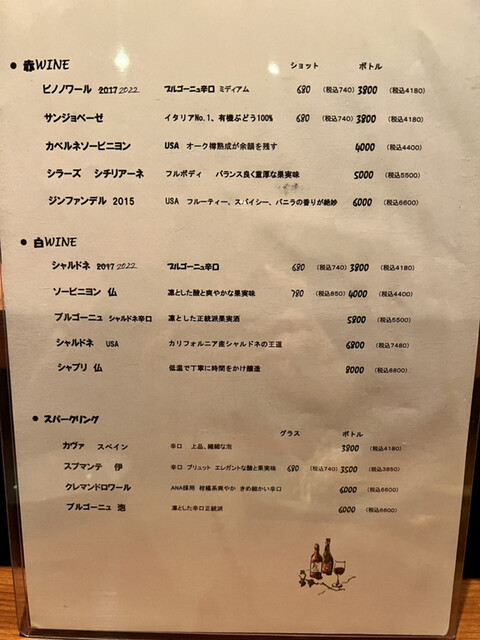 ● 赤WINE ショット ボトル
ピノノワール 2017 2022 ブルゴーニュ辛口 ミディアム 680 (税込740) 3800 (税込4180)
サンジョベーゼ イタリアNo.1、有機ぶどう100% 680 (税込740) 3800 (税込4180)
カベルネソービニヨン USA オーク樽熟成が余韻を残す 4000 (税込4400)
シラーズ シチリアーネ フルボディ バランス良く重厚な果実味 5000 (税込5500)
ジンファンデル 2015 USA フルーティー、スパイシー、バニラの香りが絶妙 6000 (税込6600)
● 白WINE
シャルドネ 2017 2022 ブルゴーニュ辛口 680 (税込740) 3800 (税込4180)
ソービニヨン 仏 凛とした酸と爽やかな果実味 780 (税込850) 4000 (税込4400)
ブルゴーニュ シャルドネ辛口 凛とした正統派果実酒 5800 (税込5500)
シャルドネ USA カリフォルニア産シャルドネの王道 6800 (税込7480)
シャブリ 仏 低温で丁寧に時間をかけ醸造 8000 (税込8800)
● スパークリング グラス ボトル
カヴァ スペイン 辛口 上品、繊細な泡 3800 (税込4180)
スプマンテ 伊 辛口 ブリュット エレガントな酸と果実味 680 (税込740) 3500 (税込3850)
クレマンドロワール ANA採用 柑橘系爽やか きめ細かい辛口 6000 (税込6600)
ブルゴーニュ 泡 凛とした辛口正統派 6000 (税込6600)